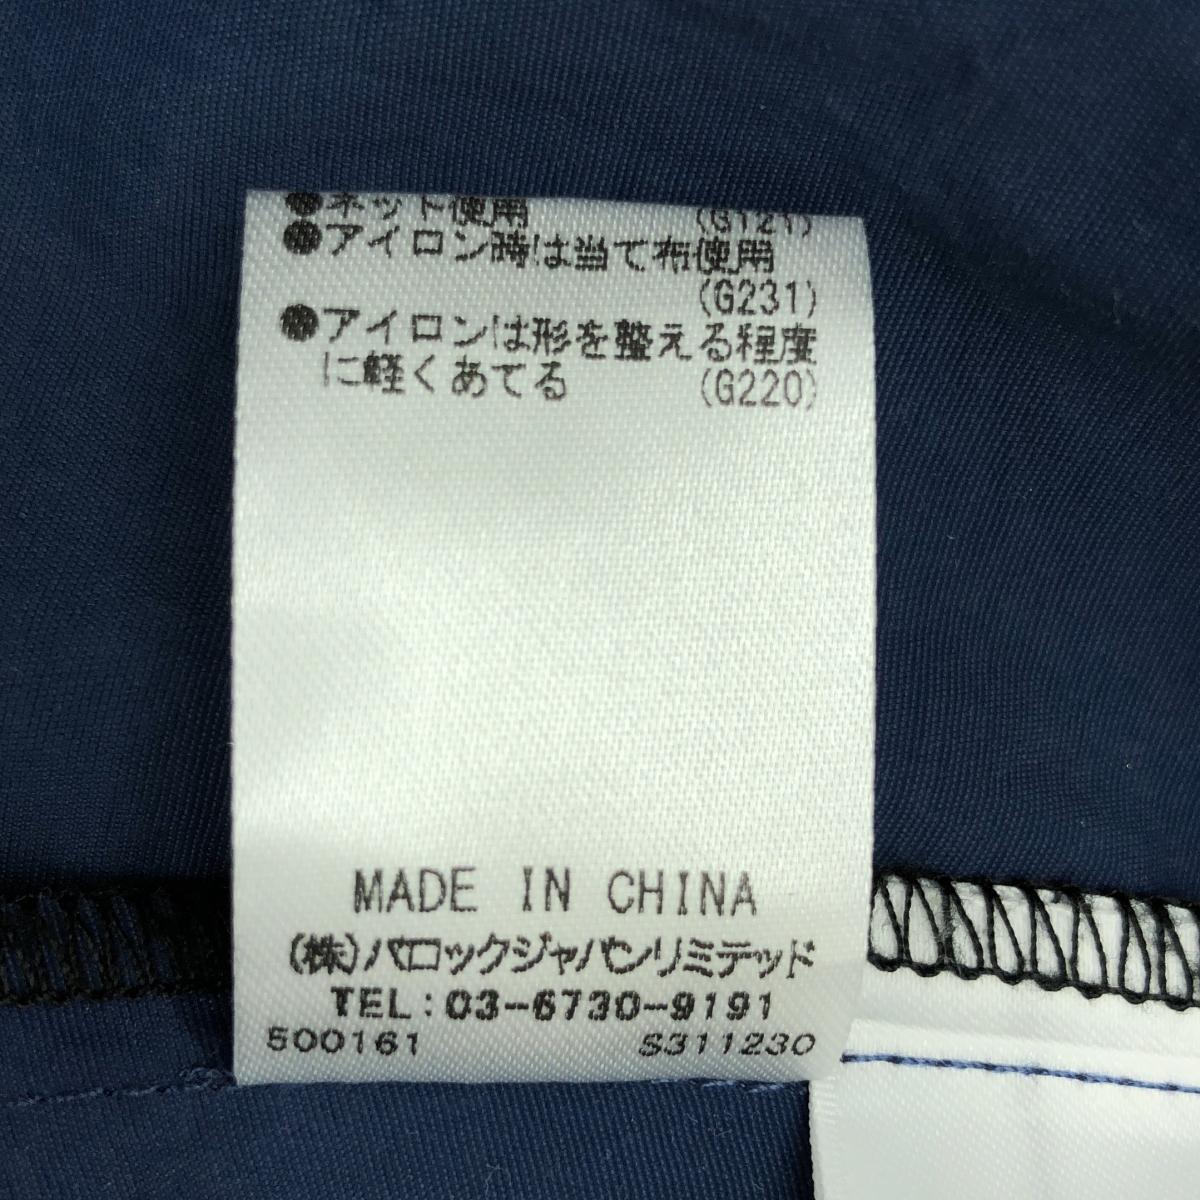 ●ネット使用 (G121)
●アイロン時は当て布使用
(G231)
●アイロンは形を整える程度
に軽くあてる (G220)
MADE IN CHINA
(株)バロックジャパンリミテッド
TEL:03-6730-9191
500161 S311230